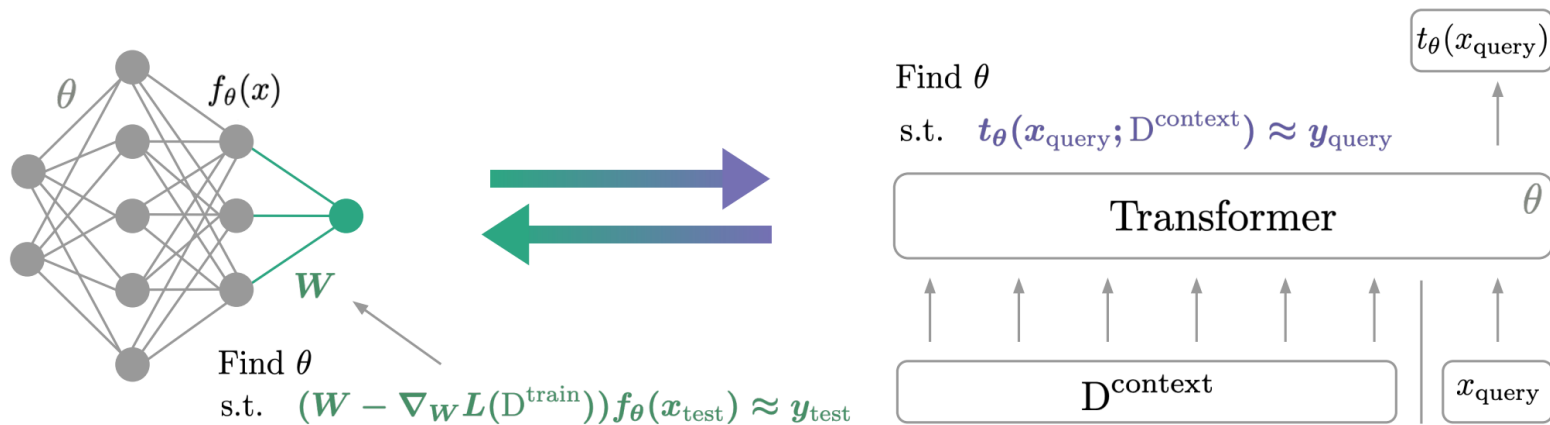 θ
f_θ(x)
W
Find θ
s.t. (W − ∇_W L(D^train)) f_θ(x_test) ≈ y_test
t_θ(x_query)
Find θ
s.t. t_θ(x_query; D^context) ≈ y_query
Transformer
θ
D^context
x_query